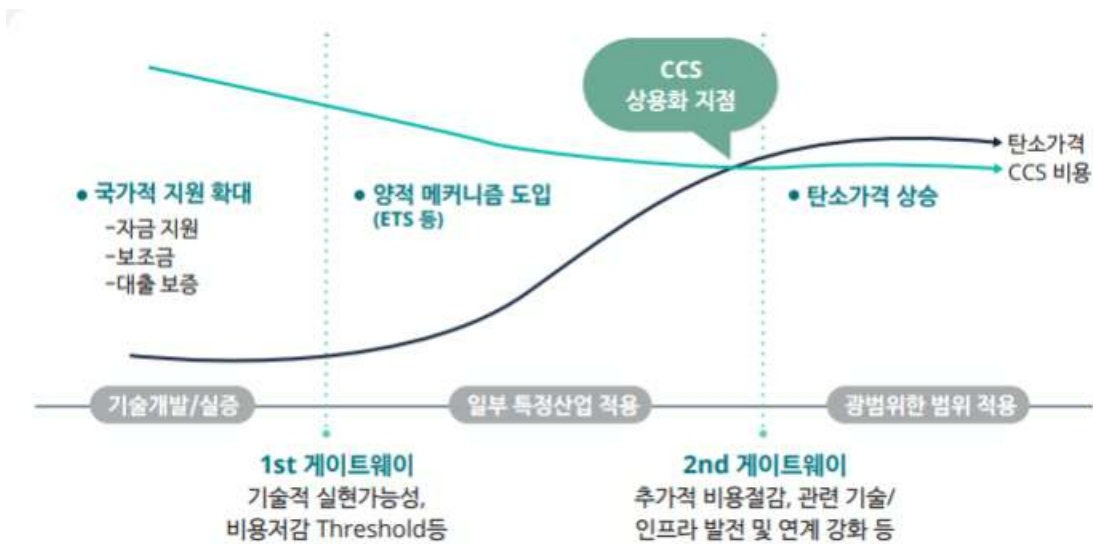 CCS
상용화 지점
탄소가격
CCS 비용
• 국가적 지원 확대
-자금 지원
-보조금
-대출 보증
• 양적 메커니즘 도입
(ETS 등)
• 탄소가격 상승
기술개발/실증
일부 특정산업 적용
광범위한 범위 적용
1st 게이트웨이
기술적 실현가능성,
비용저감 Threshold등
2nd 게이트웨이
추가적 비용절감, 관련 기술/
인프라 발전 및 연계 강화 등